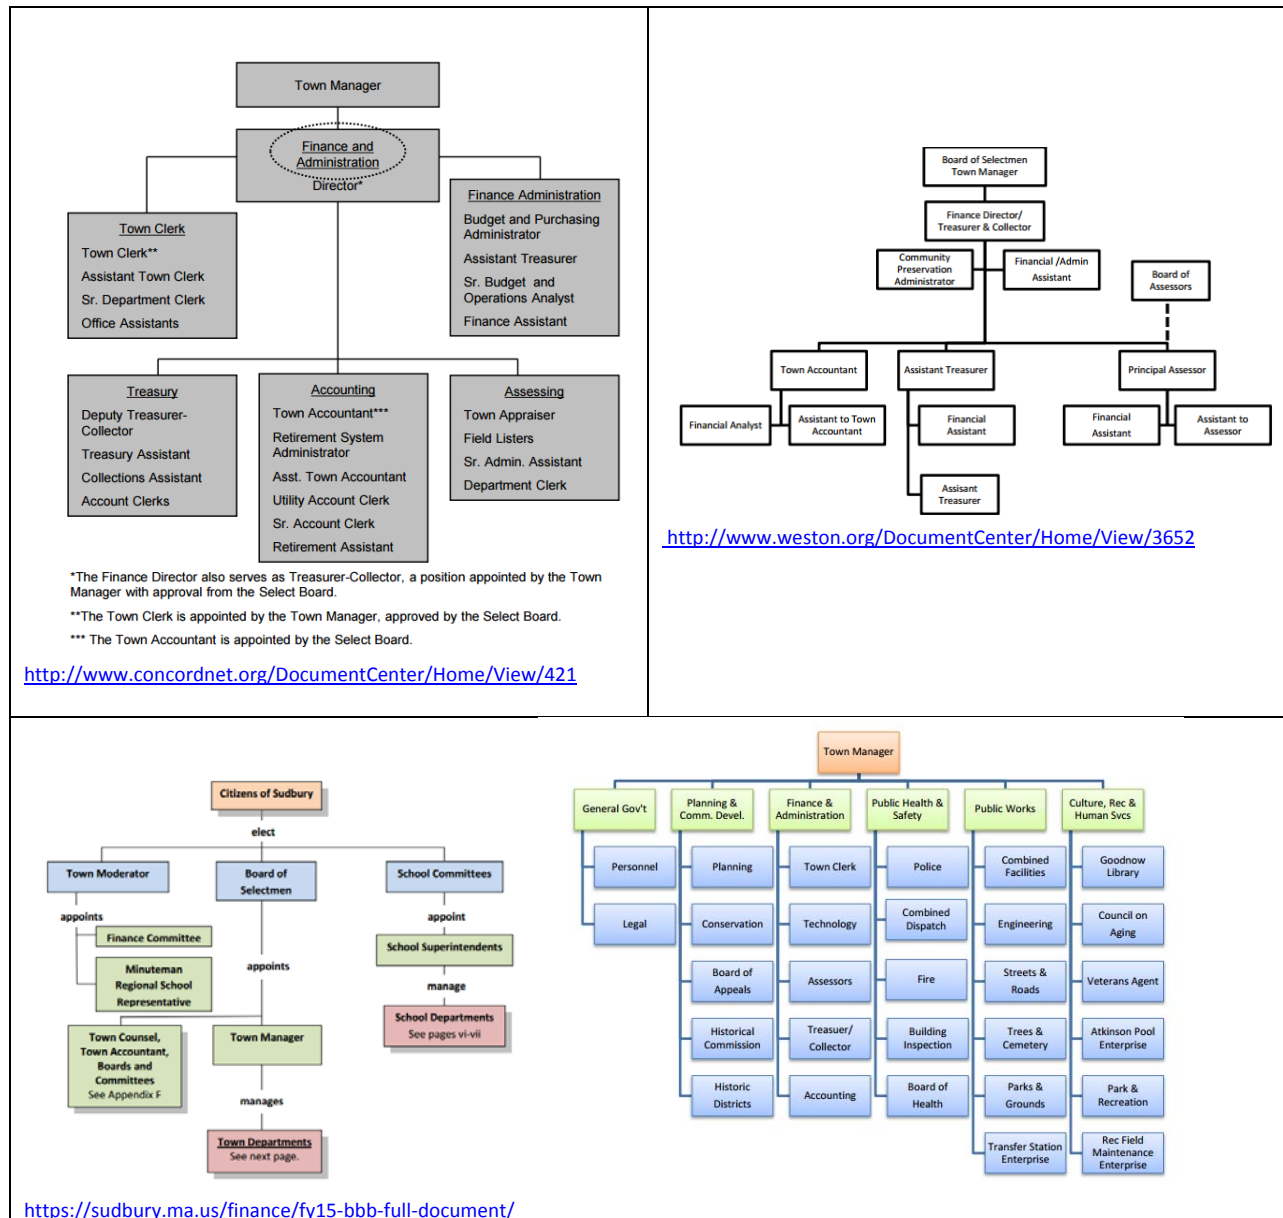 Town Manager
Finance and
Administration
Director*
Town Clerk
Town Clerk**
Assistant Town Clerk
Sr. Department Clerk
Office Assistants
Finance Administration
Budget and Purchasing
Administrator
Assistant Treasurer
Sr. Budget and
Operations Analyst
Finance Assistant
Treasury
Deputy Treasurer-
Collector
Treasury Assistant
Collections Assistant
Account Clerks
Accounting
Town Accountant***
Retirement System
Administrator
Asst. Town Accountant
Utility Account Clerk
Sr. Account Clerk
Retirement Assistant
Assessing
Town Appraiser
Field Listers
Sr. Admin. Assistant
Department Clerk
*The Finance Director also serves as Treasurer-Collector, a position appointed by the Town
Manager with approval from the Select Board.
**The Town Clerk is appointed by the Town Manager, approved by the Select Board.
*** The Town Accountant is appointed by the Select Board.
http://www.concordnet.org/DocumentCenter/Home/View/421
Board of Selectmen
Town Manager
Finance Director/
Treasurer & Collector
Community
Preservation
Administrator
Financial /Admin
Assistant
Board of
Assessors
Town Accountant
Assistant Treasurer
Principal Assessor
Financial Analyst
Assistant to Town
Accountant
Financial
Assistant
Financial
Assistant
Assistant to
Assessor
Assisant
Treasurer
http://www.weston.org/DocumentCenter/Home/View/3652
Citizens of Sudbury
elect
Town Moderator
Board of
Selectmen
School Committees
appoints
Finance Committee
Minuteman
Regional School
Representative
appoints
appoint
School Superintendents
manage
School Departments
See pages vi-vii
Town Counsel,
Town Accountant,
Boards and
Committees
See Appendix F
Town Manager
manages
Town Departments
See next page.
Town Manager
General Gov't
Planning &
Comm. Devel.
Finance &
Administration
Public Health &
Safety
Public Works
Culture, Rec &
Human Svcs
Personnel
Planning
Town Clerk
Police
Combined
Facilities
Goodnow
Library
Legal
Conservation
Technology
Combined
Dispatch
Engineering
Council on
Aging
Board of
Appeals
Assessors
Fire
Streets &
Roads
Veterans Agent
Historical
Commission
Treasuer/
Collector
Building
Inspection
Trees &
Cemetery
Atkinson Pool
Enterprise
Historic
Districts
Accounting
Board of
Health
Parks &
Grounds
Park &
Recreation
Transfer Station
Enterprise
Rec Field
Maintenance
Enterprise
https://sudbury.ma.us/finance/fy15-bbb-full-document/